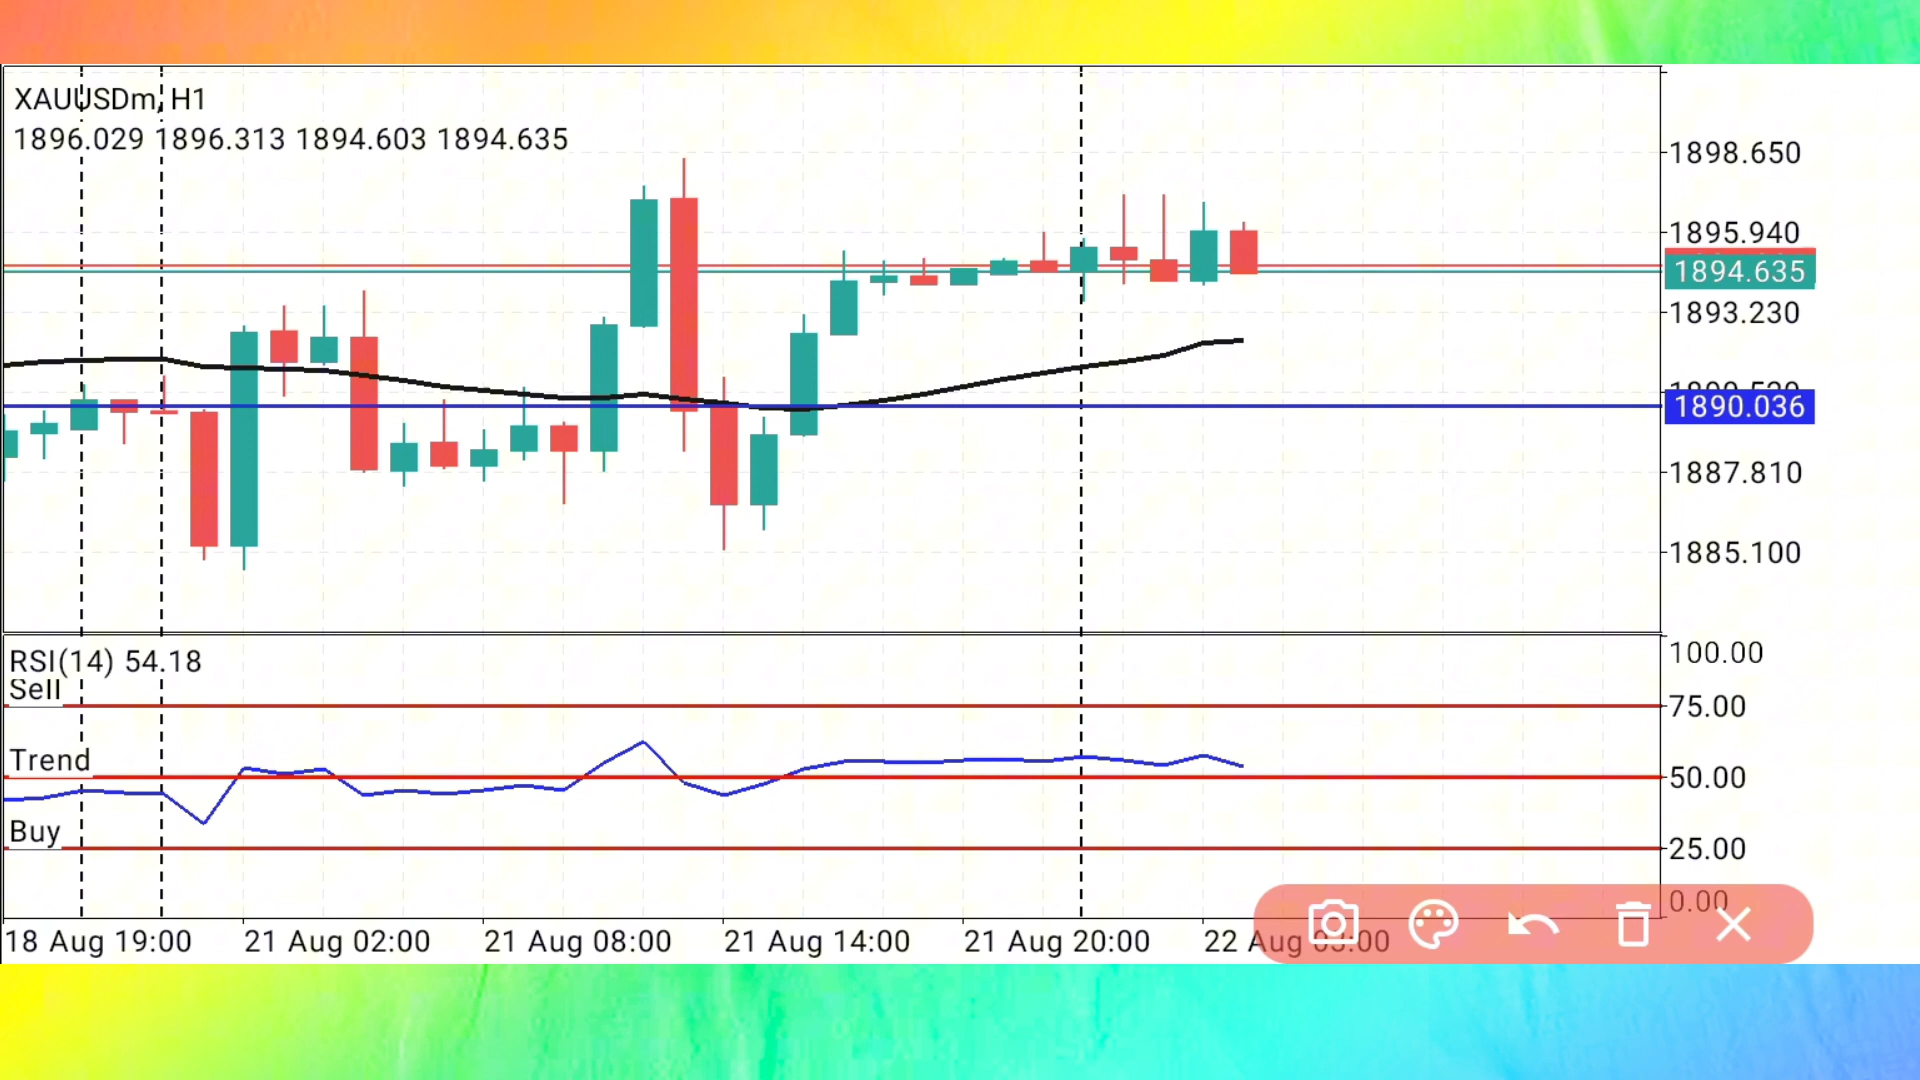 XAUUSDm, H1
1896.029 1896.313 1894.603 1894.635
1898.650
1895.940
1894.635
1893.230
1890.036
1887.810
1885.100
RSI(14) 54.18
Sell
100.00
75.00
Trend
50.00
Buy
25.00
0.00
18 Aug 19:00 21 Aug 02:00 21 Aug 08:00 21 Aug 14:00 21 Aug 20:00 22 Aug 03:00